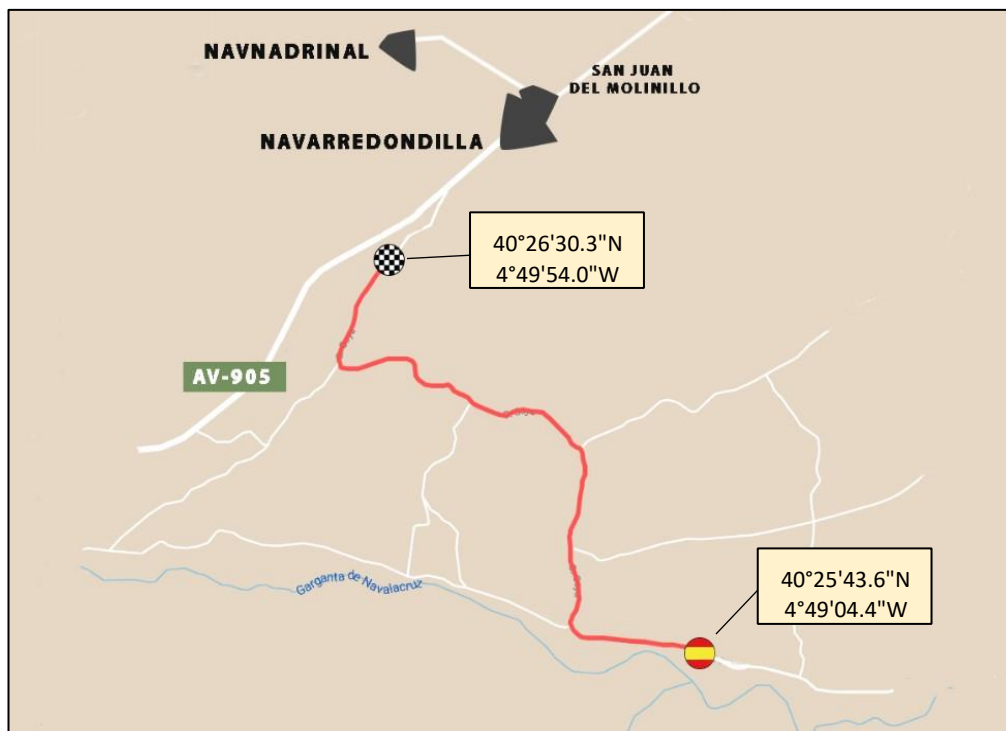 NAVNADRINAL
SAN JUAN
DEL MOLINILLO
NAVARREDONDILLA
40°26'30.3"N
4°49'54.0"W
AV-905
Garganta de Navalacruz
40°25'43.6"N
4°49'04.4"W